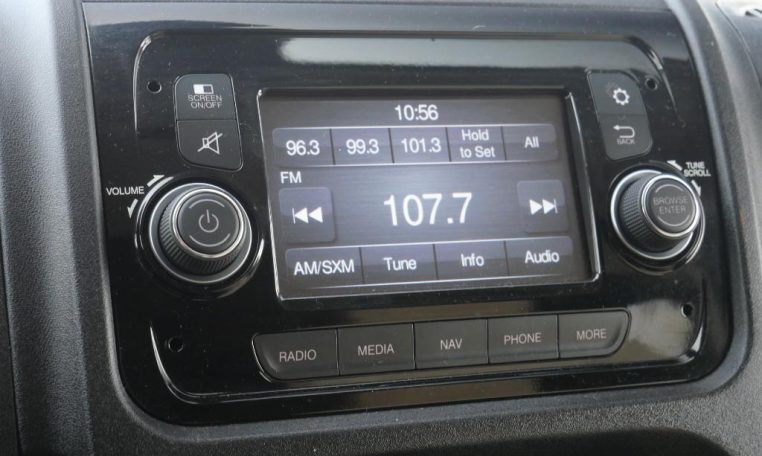 SCREEN
ON/OFF
10:56
96.3 99.3 101.3 Hold to Set All
FM
107.7
AM/SXM Tune Info Audio
VOLUME
BACK
TUNE
SCROLL
BROWSE
ENTER
RADIO MEDIA NAV PHONE MORE